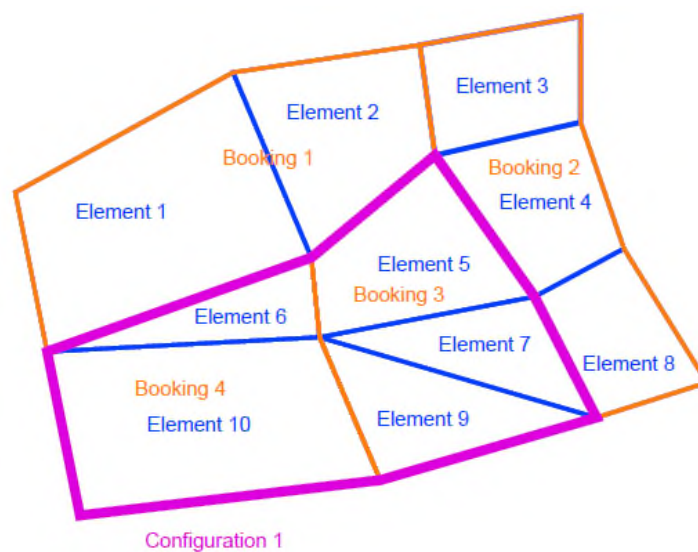 Element 3
Element 2
Booking 1
Booking 2
Element 4
Element 1
Element 5
Booking 3
Element 6
Element 7
Element 8
Booking 4
Element 10
Element 9
Configuration 1